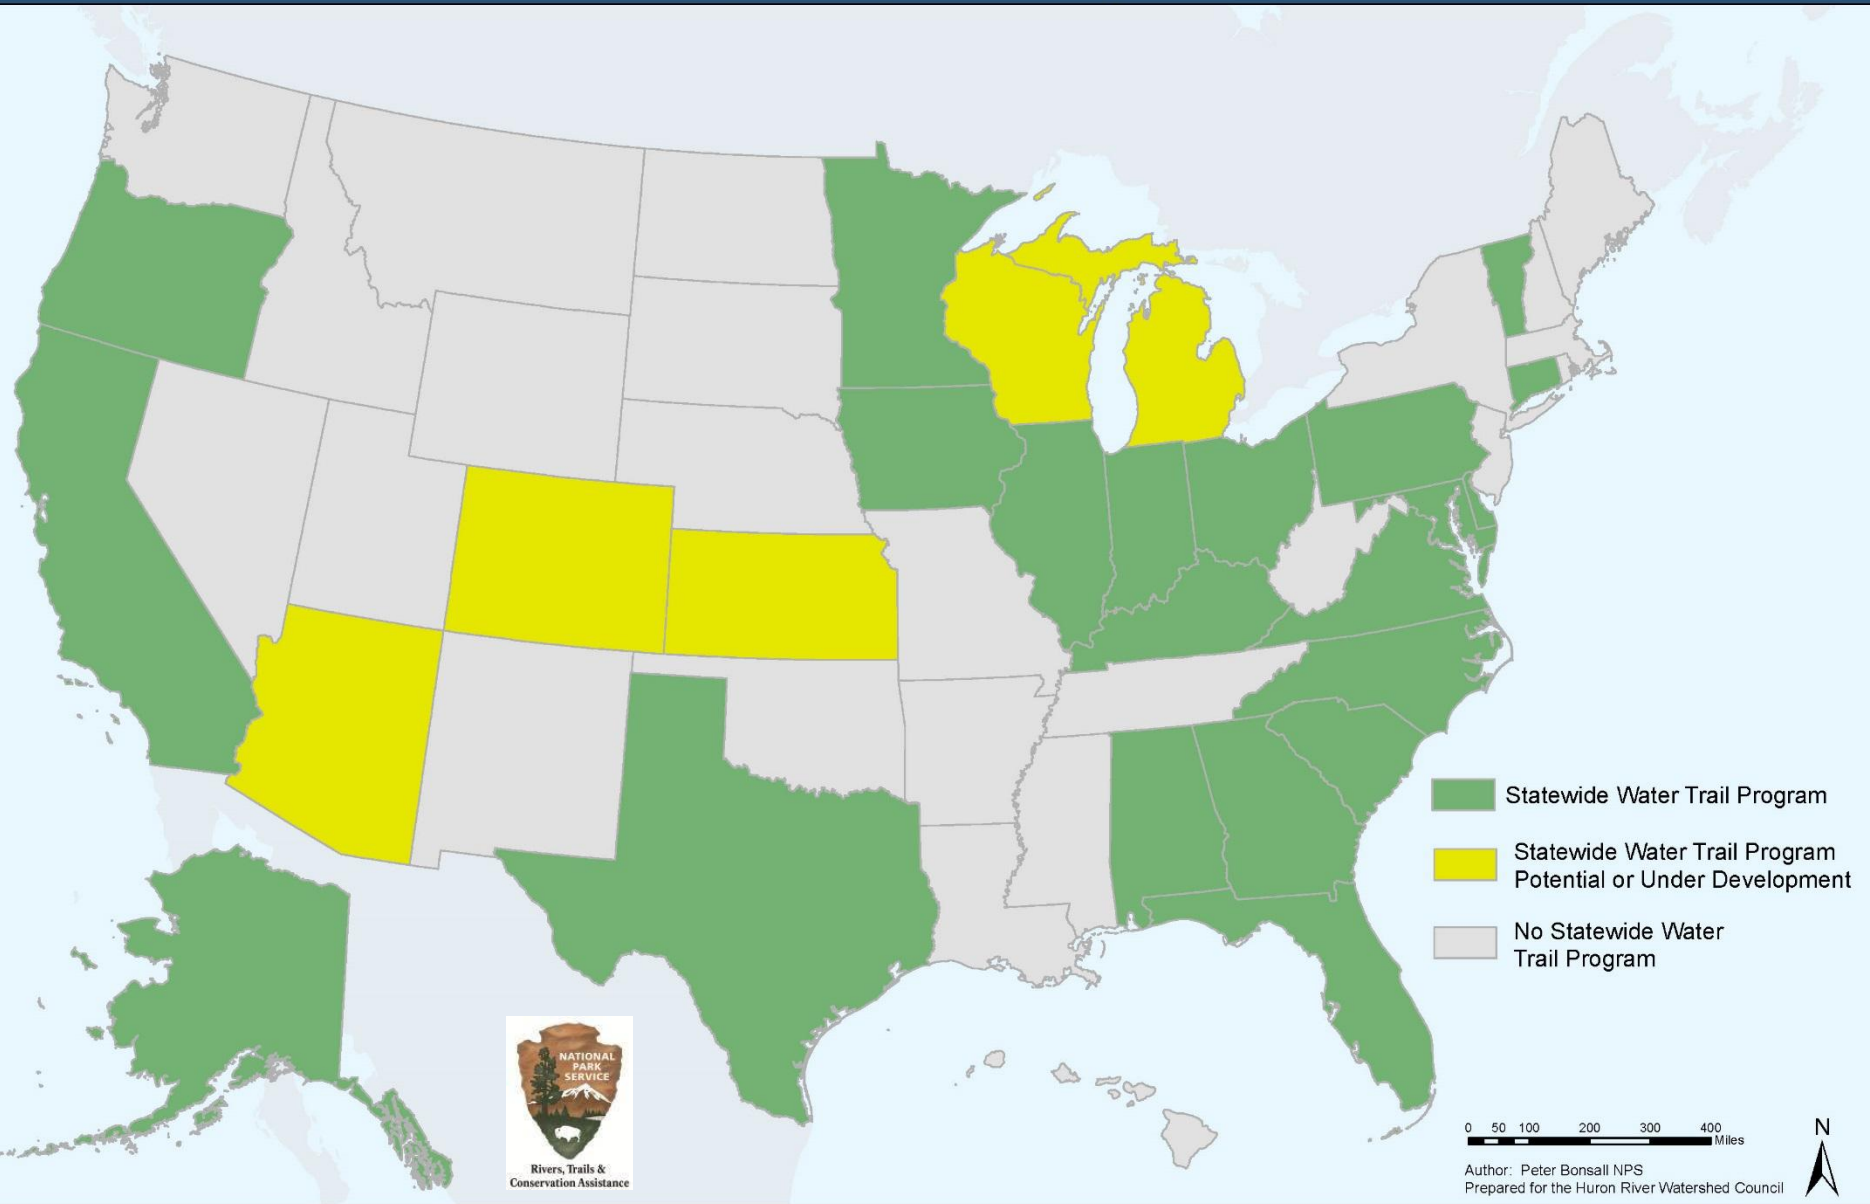 Statewide Water Trail Program
Statewide Water Trail Program
Potential or Under Development
No Statewide Water
Trail Program
NATIONAL
PARK
SERVICE
Rivers, Trails &
Conservation Assistance
0 50 100 200 300 400
Miles
N
Author: Peter Bonsall NPS
Prepared for the Huron River Watershed Council